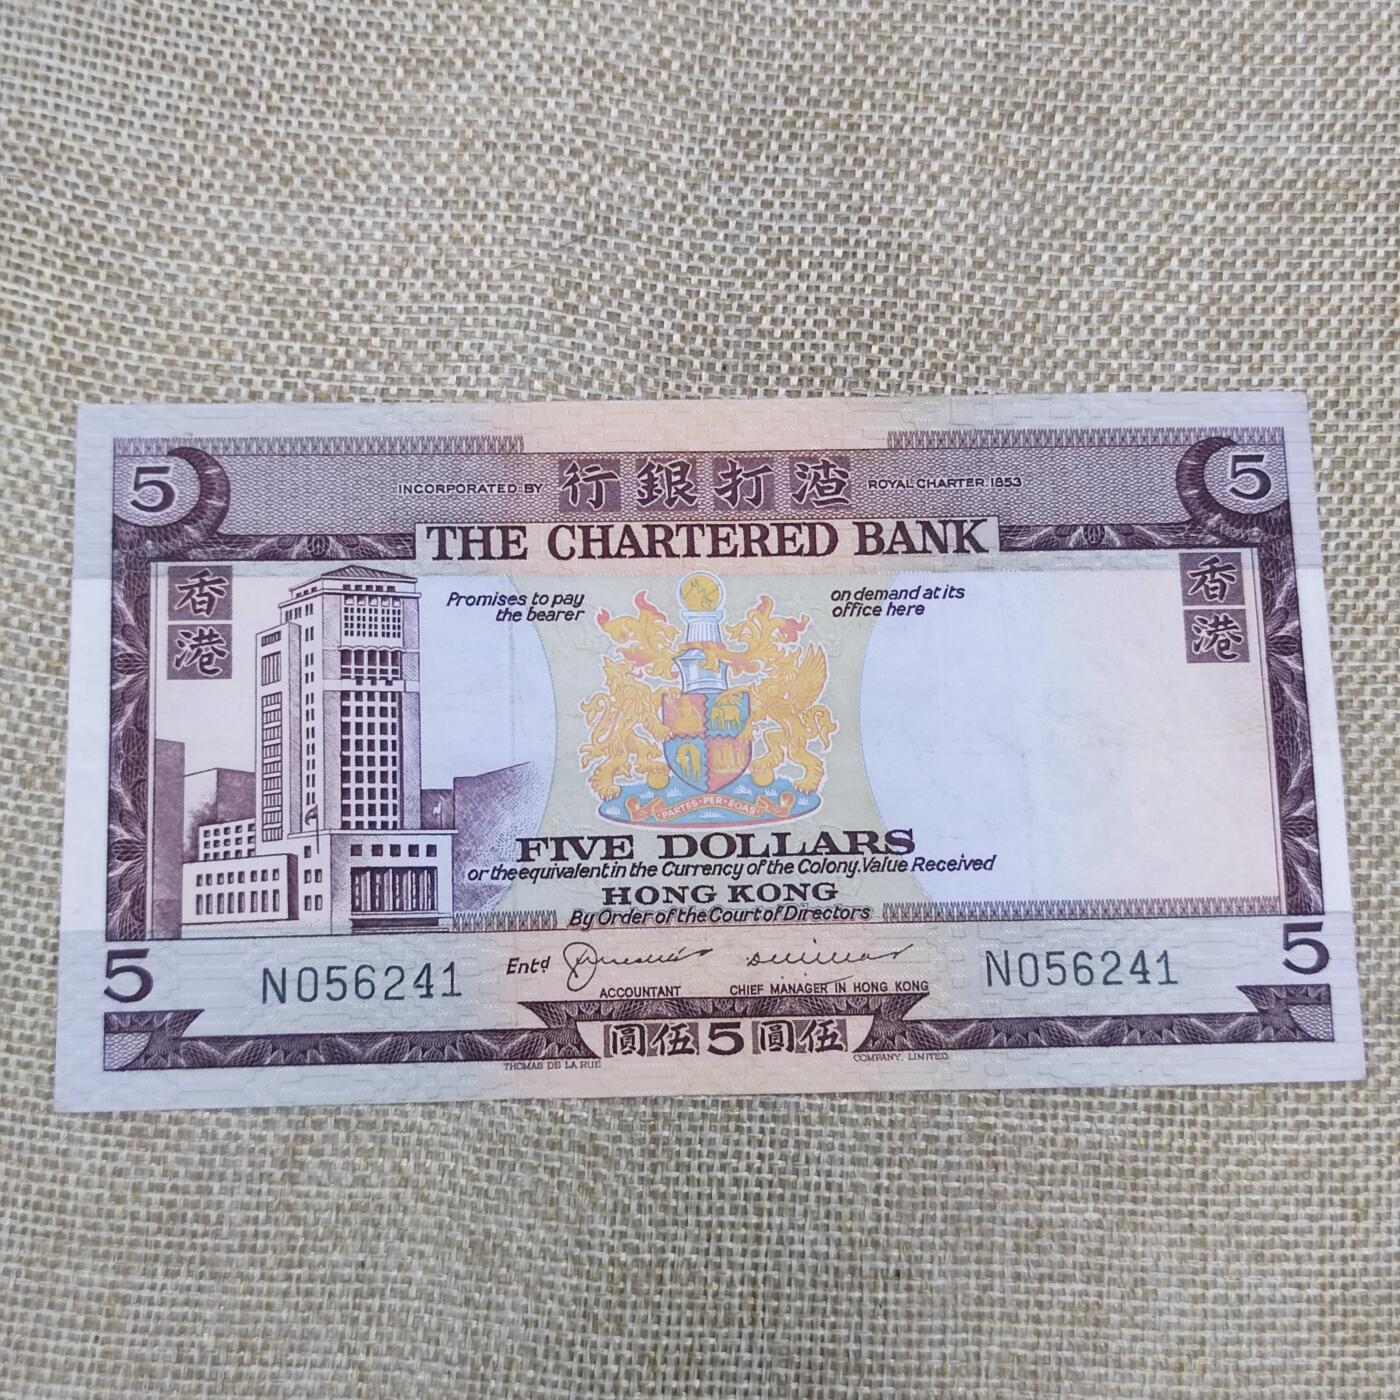 5 5
INCORPORATED BY 行銀打渣 ROYAL CHARTER.1853
THE CHARTERED BANK
香港 香港
Promises to pay the bearer
on demand at its office here
PARTES·PER·EOAS
FIVE DOLLARS
or the equivalent in the Currency of the Colony. Value Received
HONG KONG
By Order of the Court of Directors
5 5
N056241 Entd N056241
ACCOUNTANT CHIEF MANAGER IN HONG KONG
圓伍 5 圓伍
THOMAS DE LA RUE COMPANY, LIMITED